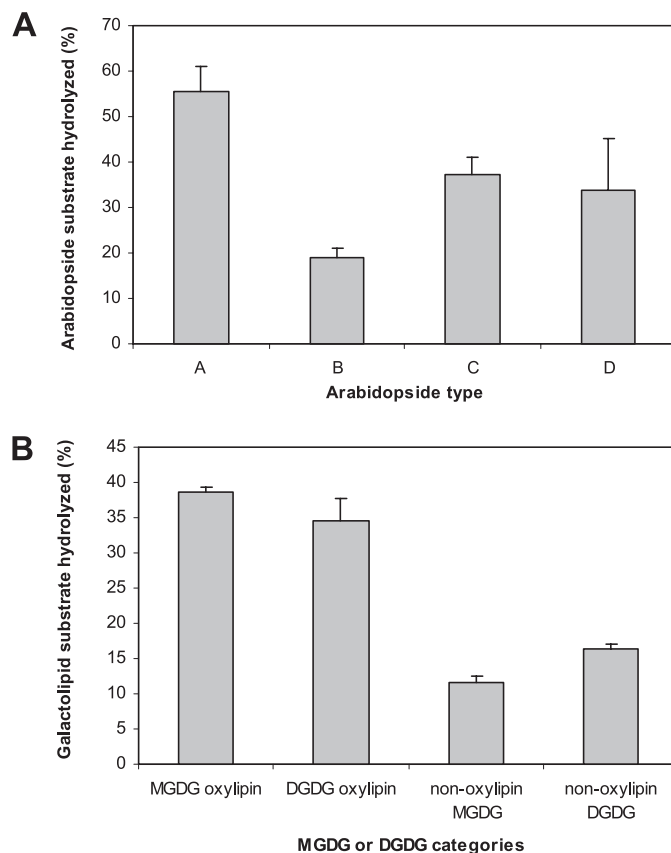 A
Arabidopside substrate hydrolyzed (%)
70
60
50
40
30
20
10
0
A
B
C
D
Arabidopside type
B
Galactolipid substrate hydrolyzed (%)
45
40
35
30
25
20
15
10
5
0
MGDG oxylipin
DGDG oxylipin
non-oxylipin
MGDG
non-oxylipin
DGDG
MGDG or DGDG categories